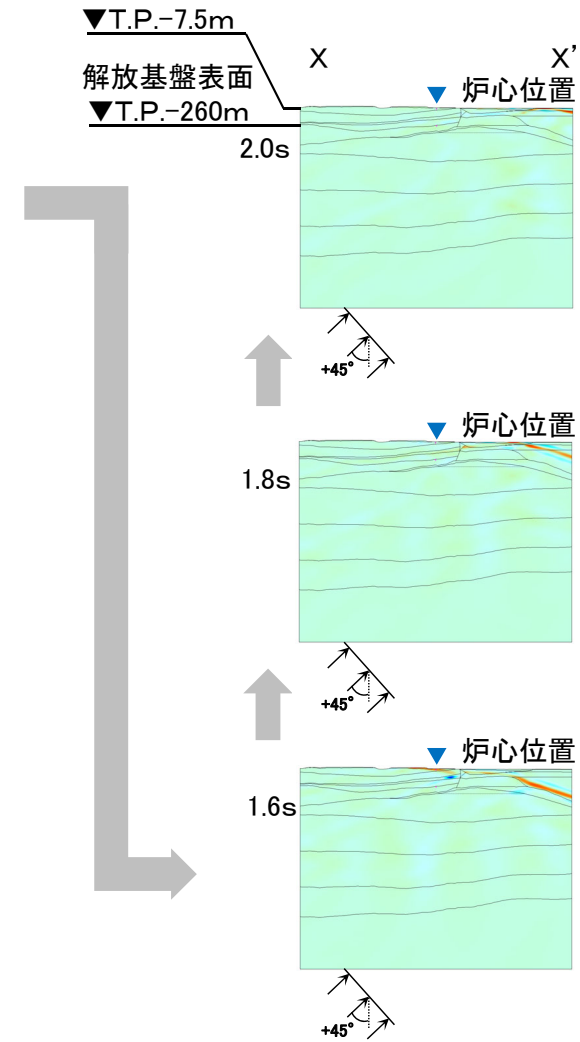 ▼T.P.-7.5m
X X’
解放基盤表面
▼炉心位置
▼T.P.-260m
2.0s
+45°
▼炉心位置
1.8s
+45°
▼炉心位置
1.6s
+45°